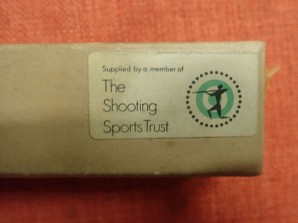 Supplied by a member of
The
Shooting
Sports Trust